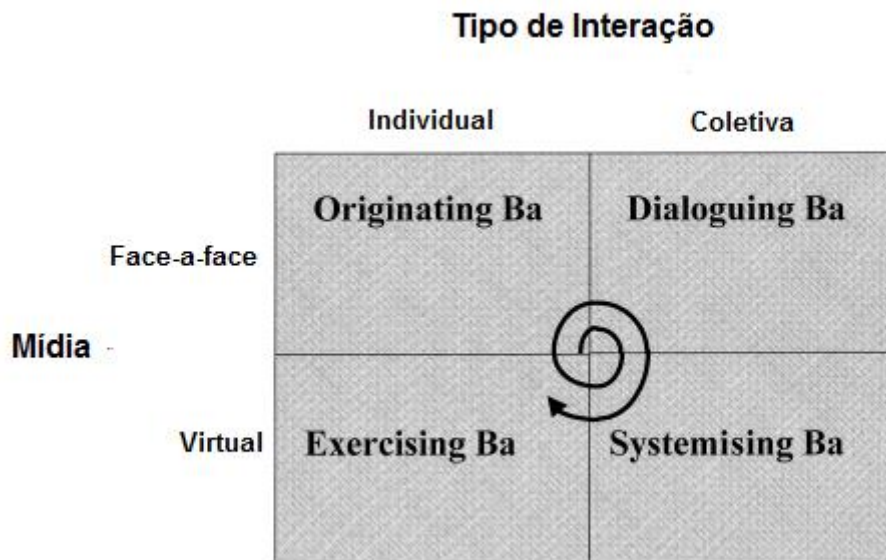 Tipo de Interação
Individual
Coletiva
Originating Ba
Dialoguing Ba
Face-a-face
Mídia
Virtual
Exercising Ba
Systemising Ba